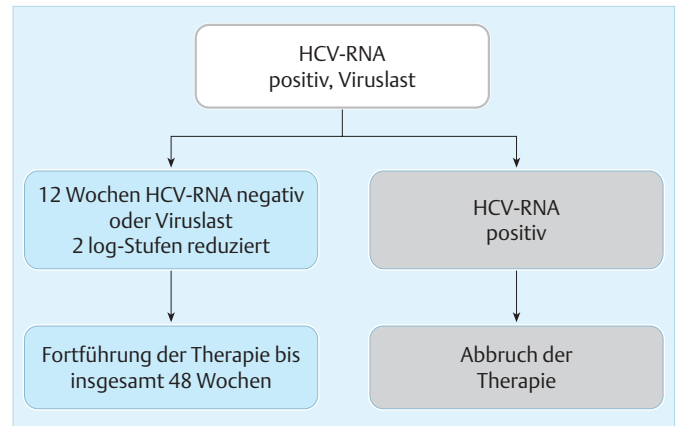 HCV-RNA
positiv, Viruslast
12 Wochen HCV-RNA negativ
oder Viruslast
2 log-Stufen reduziert
HCV-RNA
positiv
Fortführung der Therapie bis
insgesamt 48 Wochen
Abbruch der
Therapie